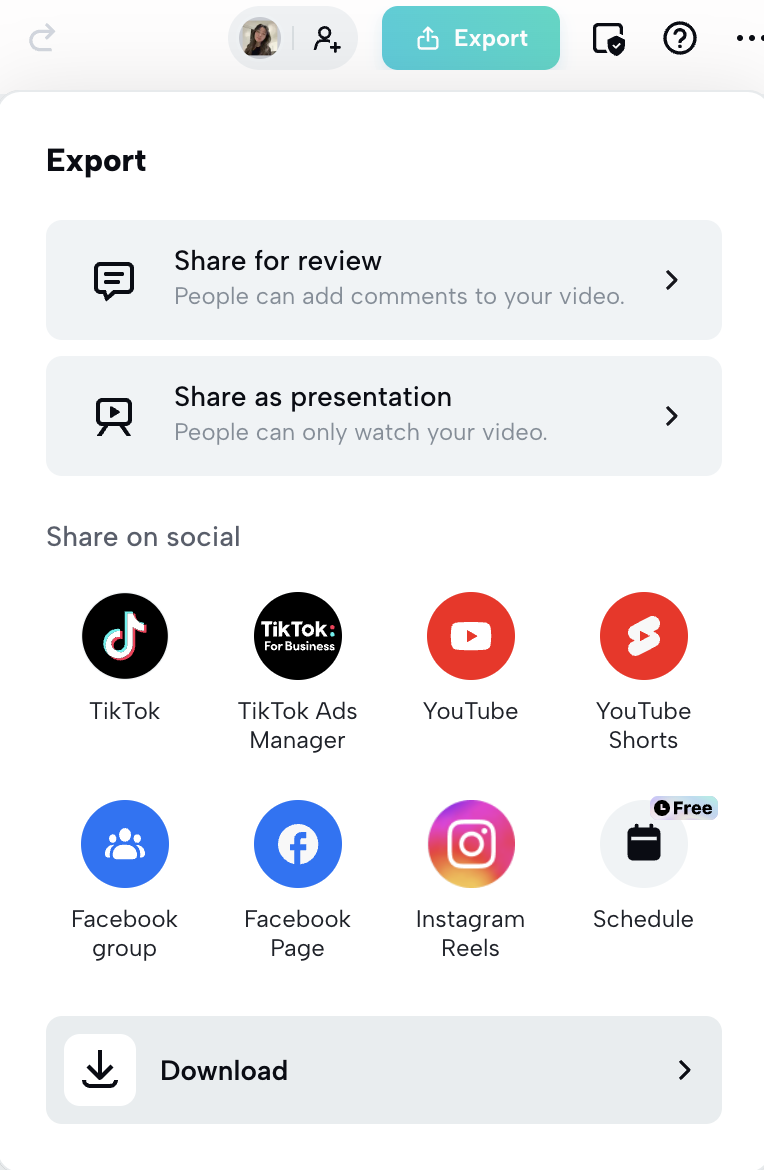 Export
Export
Share for review
People can add comments to your video.
Share as presentation
People can only watch your video.
Share on social
TikTok:
For Business
TikTok
TikTok Ads
Manager
YouTube
YouTube
Shorts
Free
Facebook
group
Facebook
Page
Instagram
Reels
Schedule
Download